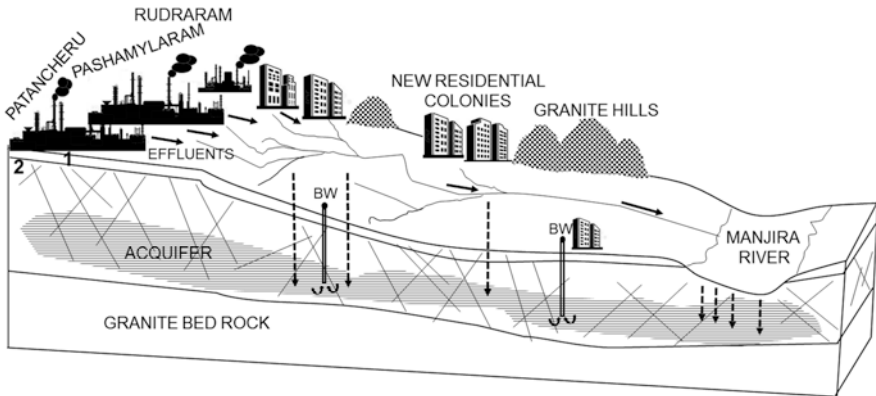 RUDRARAM
PASHAMYLARAM
PATANCHERU
NEW RESIDENTIAL
COLONIES
GRANITE HILLS
EFFLUENTS
1
2
BW
BW
ACQUIFER
MANJIRA
RIVER
GRANITE BED ROCK